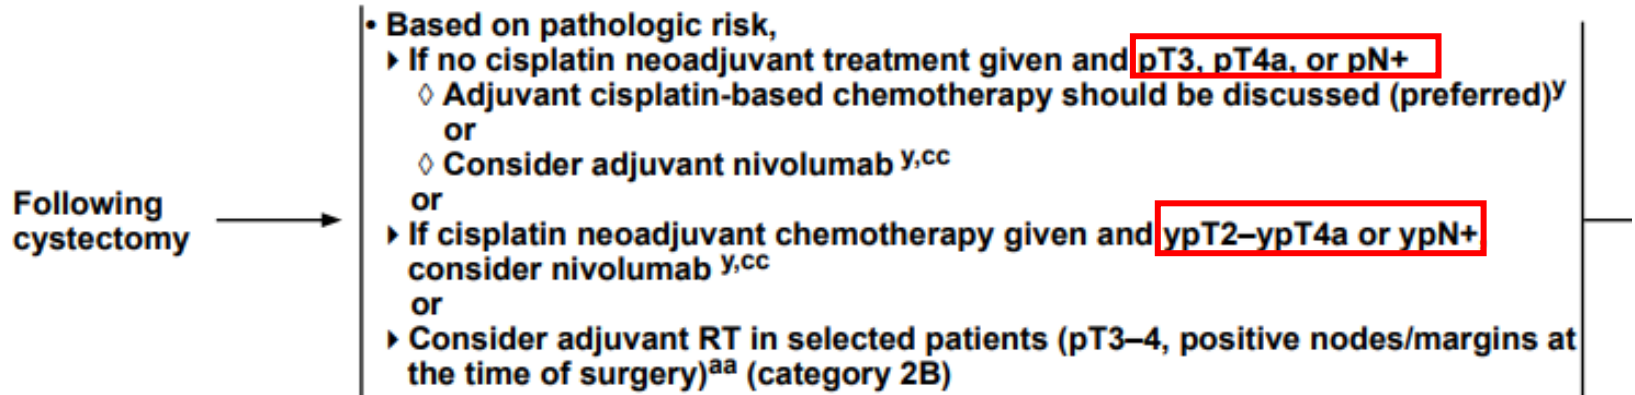 • Based on pathologic risk,
‣ If no cisplatin neoadjuvant treatment given and pT3, pT4a, or pN+
◊ Adjuvant cisplatin-based chemotherapy should be discussed (preferred)y
or
◊ Consider adjuvant nivolumab y,cc
or
Following
cystectomy
‣ If cisplatin neoadjuvant chemotherapy given and ypT2–ypT4a or ypN+
consider nivolumab y,cc
or
‣ Consider adjuvant RT in selected patients (pT3–4, positive nodes/margins at
the time of surgery)aa (category 2B)